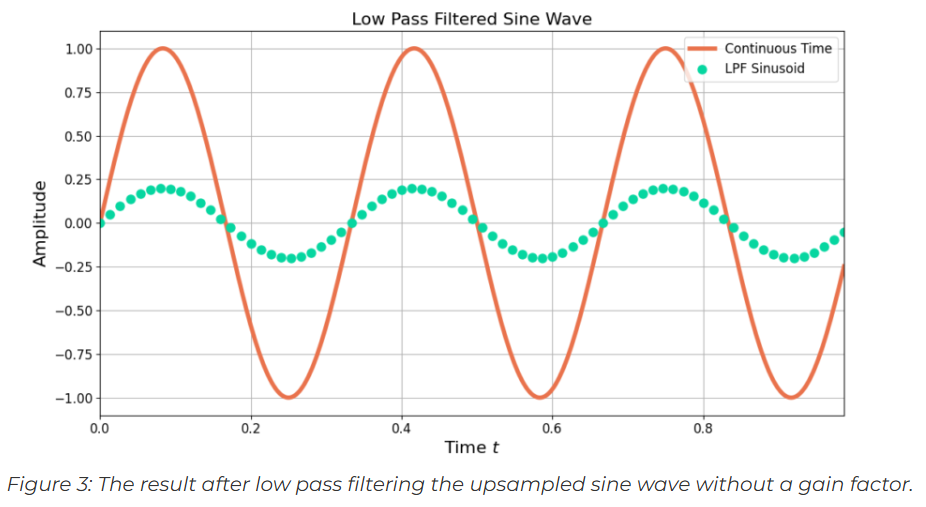 Low Pass Filtered Sine Wave
Continuous Time
LPF Sinusoid
1.00
0.75
0.50
0.25
0.00
−0.25
−0.50
−0.75
−1.00
Amplitude
0.0
0.2
0.4
0.6
0.8
Time t
Figure 3: The result after low pass filtering the upsampled sine wave without a gain factor.